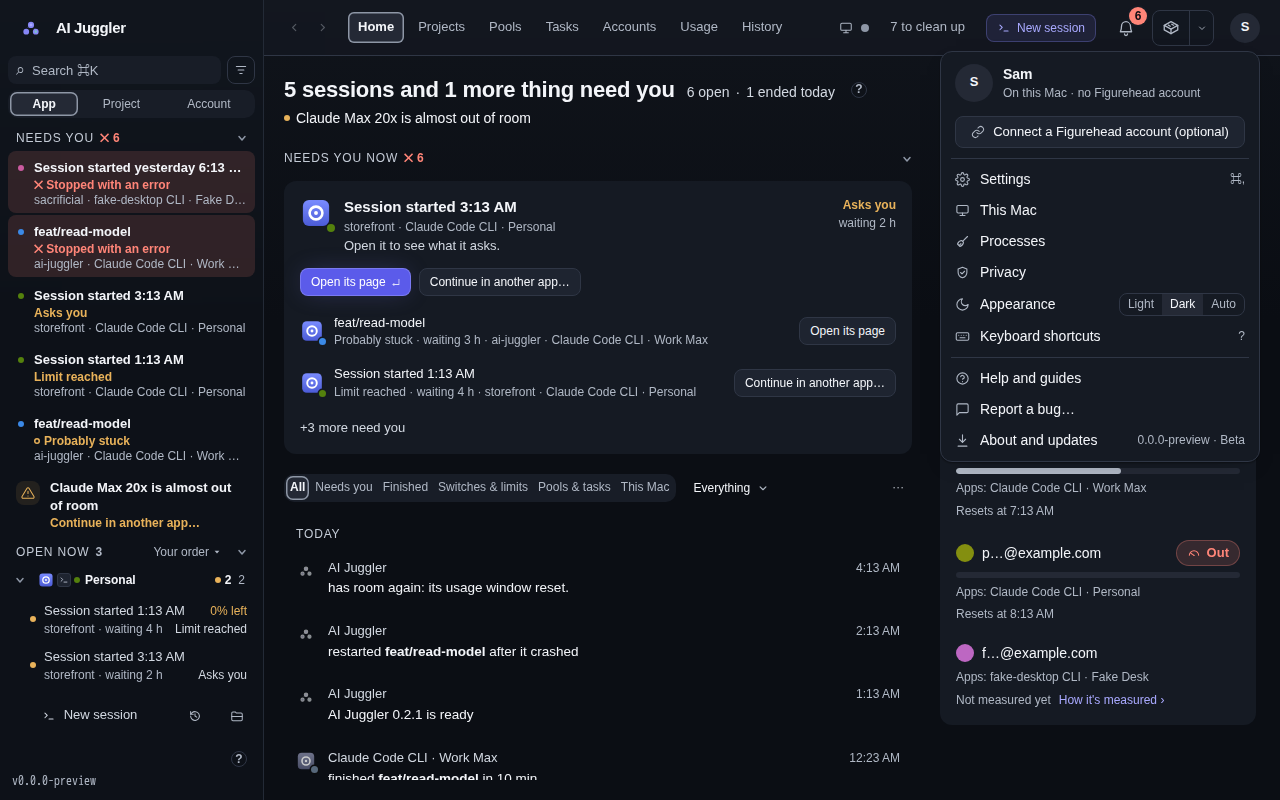 AI Juggler
Search ⌘K
App
Project
Account
NEEDS YOU 6
Session started yesterday 6:13 …
Stopped with an error
sacrificial · fake-desktop CLI · Fake D…
feat/read-model
Stopped with an error
ai-juggler · Claude Code CLI · Work …
Session started 3:13 AM
Asks you
storefront · Claude Code CLI · Personal
Session started 1:13 AM
Limit reached
storefront · Claude Code CLI · Personal
feat/read-model
Probably stuck
ai-juggler · Claude Code CLI · Work …
Claude Max 20x is almost out
of room
Continue in another app…
OPEN NOW 3
Your order
Personal
2 2
Session started 1:13 AM
0% left
storefront · waiting 4 h
Limit reached
Session started 3:13 AM
storefront · waiting 2 h
Asks you
New session
?
v0.0.0-preview
Home
Projects
Pools
Tasks
Accounts
Usage
History
7 to clean up
New session
6
S
5 sessions and 1 more thing need you
6 open · 1 ended today
?
Claude Max 20x is almost out of room
NEEDS YOU NOW 6
Session started 3:13 AM
Asks you
storefront · Claude Code CLI · Personal
waiting 2 h
Open it to see what it asks.
Open its page ↵
Continue in another app…
feat/read-model
Probably stuck · waiting 3 h · ai-juggler · Claude Code CLI · Work Max
Open its page
Session started 1:13 AM
Limit reached · waiting 4 h · storefront · Claude Code CLI · Personal
Continue in another app…
+3 more need you
All
Needs you
Finished
Switches & limits
Pools & tasks
This Mac
Everything
···
TODAY
AI Juggler
4:13 AM
has room again: its usage window reset.
AI Juggler
2:13 AM
restarted feat/read-model after it crashed
AI Juggler
1:13 AM
AI Juggler 0.2.1 is ready
Claude Code CLI · Work Max
12:23 AM
finished feat/read-model in 10 min
S
Sam
On this Mac · no Figurehead account
Connect a Figurehead account (optional)
Settings
⌘,
This Mac
Processes
Privacy
Appearance
Light
Dark
Auto
Keyboard shortcuts
?
Help and guides
Report a bug…
About and updates
0.0.0-preview · Beta
Apps: Claude Code CLI · Work Max
Resets at 7:13 AM
p…@example.com
Out
Apps: Claude Code CLI · Personal
Resets at 8:13 AM
f…@example.com
Apps: fake-desktop CLI · Fake Desk
Not measured yet How it's measured ›